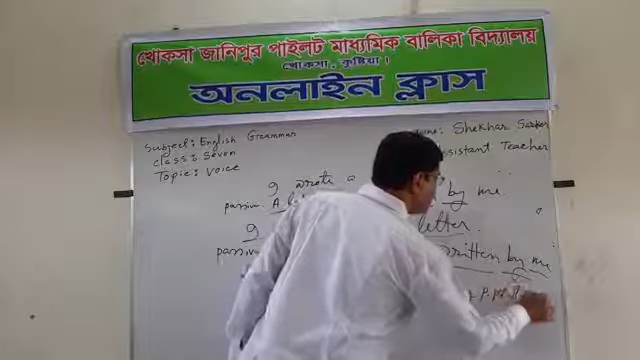 খোকসা জানিপুর পাইলট মাধ্যমিক বালিকা বিদ্যালয়
খোকসা, কুষ্টিয়া।
অনলাইন ক্লাস
Subject: English Grammar
Shekhar Sarker
Class: Seven
Assistant Teacher
Topic: Voice
I wrote a
passive: A by me.
I letter.
passive written by me
P.P